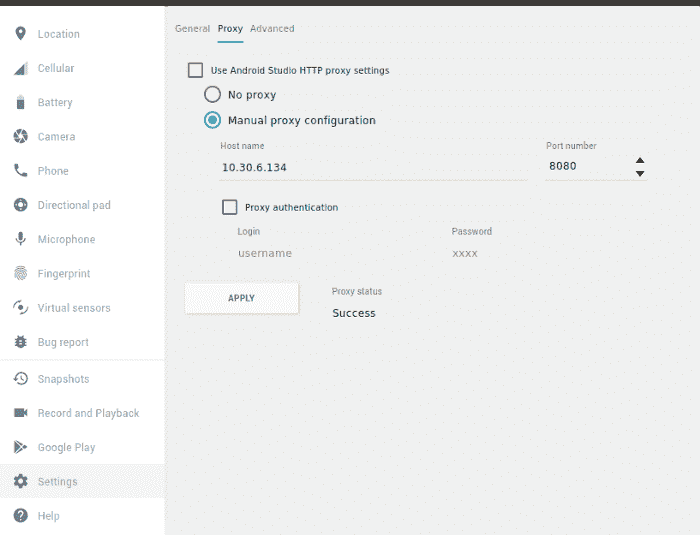 Location
Cellular
Battery
Camera
Phone
Directional pad
Microphone
Fingerprint
Virtual sensors
Bug report
Snapshots
Record and Playback
Google Play
Settings
Help
General Proxy Advanced
Use Android Studio HTTP proxy settings
No proxy
Manual proxy configuration
Host name Port number
10.30.6.134 8080
Proxy authentication
Login Password
username xxxx
APPLY Proxy status
Success